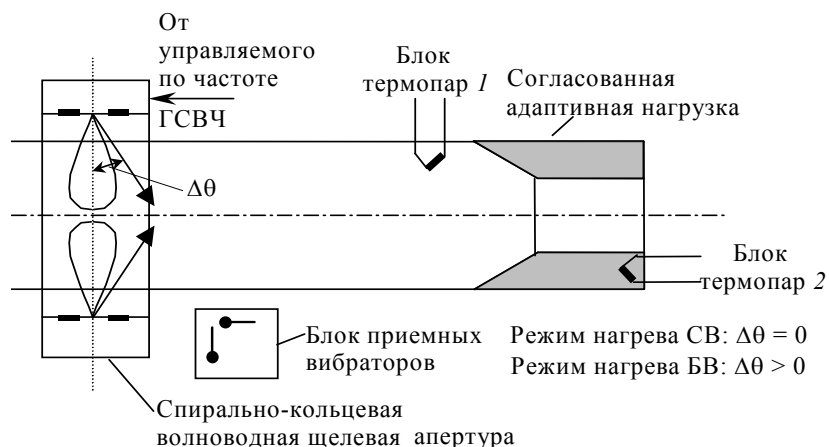 От
управляемого
по частоте
ГСВЧ
Блок
термопар 1
Согласованная
адаптивная нагрузка
Δθ
Блок
термопар 2
Блок приемных
вибраторов
Режим нагрева СВ: Δθ = 0
Режим нагрева БВ: Δθ > 0
Спирально-кольцевая
волноводная щелевая апертура